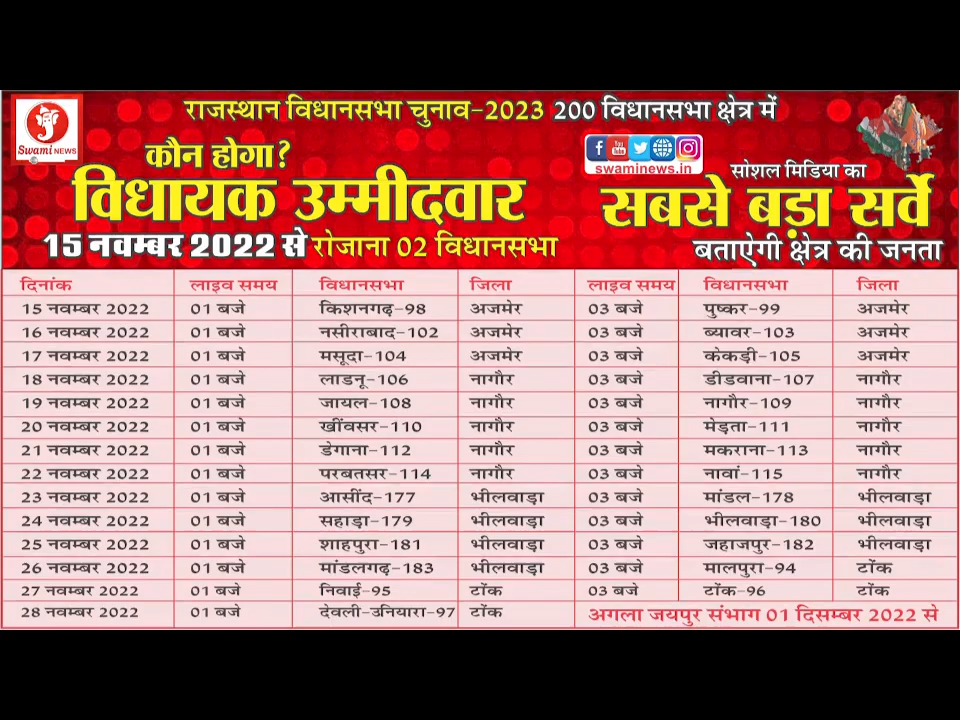 राजस्थान विधानसभा चुनाव-2023 200 विधानसभा क्षेत्र में
Swami NEWS
कौन होगा?
विधायक उम्मीदवार
15 नवम्बर 2022 से रोजाना 02 विधानसभा
swaminews.in
सोशल मिडिया का
सबसे बड़ा सर्वे
बताऐगी क्षेत्र की जनता
दिनांक लाइव समय विधानसभा जिला लाइव समय विधानसभा जिला
15 नवम्बर 2022 01 बजे किशनगढ़-98 अजमेर 03 बजे पुष्कर-99 अजमेर
16 नवम्बर 2022 01 बजे नसीराबाद-102 अजमेर 03 बजे ब्यावर-103 अजमेर
17 नवम्बर 2022 01 बजे मसूदा-104 अजमेर 03 बजे केकड़ी-105 अजमेर
18 नवम्बर 2022 01 बजे लाडनू-106 नागौर 03 बजे डीडवाना-107 नागौर
19 नवम्बर 2022 01 बजे जायल-108 नागौर 03 बजे नागौर-109 नागौर
20 नवम्बर 2022 01 बजे खींवसर-110 नागौर 03 बजे मेड़ता-111 नागौर
21 नवम्बर 2022 01 बजे डेगाना-112 नागौर 03 बजे मकराना-113 नागौर
22 नवम्बर 2022 01 बजे परबतसर-114 नागौर 03 बजे नावां-115 नागौर
23 नवम्बर 2022 01 बजे आसींद-177 भीलवाड़ा 03 बजे मांडल-178 भीलवाड़ा
24 नवम्बर 2022 01 बजे सहाड़ा-179 भीलवाड़ा 03 बजे भीलवाड़ा-180 भीलवाड़ा
25 नवम्बर 2022 01 बजे शाहपुरा-181 भीलवाड़ा 03 बजे जहाजपुर-182 भीलवाड़ा
26 नवम्बर 2022 01 बजे मांडलगढ़-183 भीलवाड़ा 03 बजे मालपुरा-94 टोंक
27 नवम्बर 2022 01 बजे निवाई-95 टोंक 03 बजे टोंक-96 टोंक
28 नवम्बर 2022 01 बजे देवली-उनियारा-97 टोंक अगला जयपुर संभाग 01 दिसम्बर 2022 से